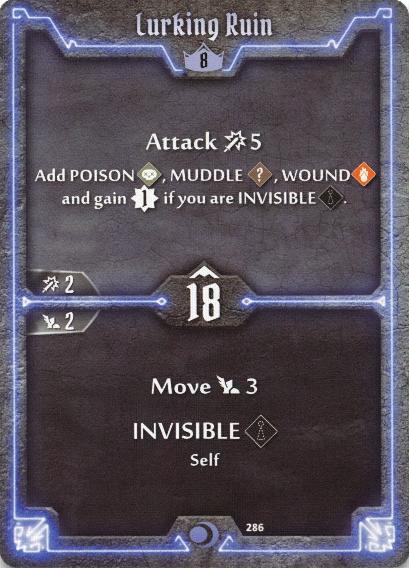 Lurking Ruin
8
Attack 5
Add POISON, MUDDLE ?, WOUND
and gain 1 if you are INVISIBLE.
2
18
2
Move 3
INVISIBLE
Self
286